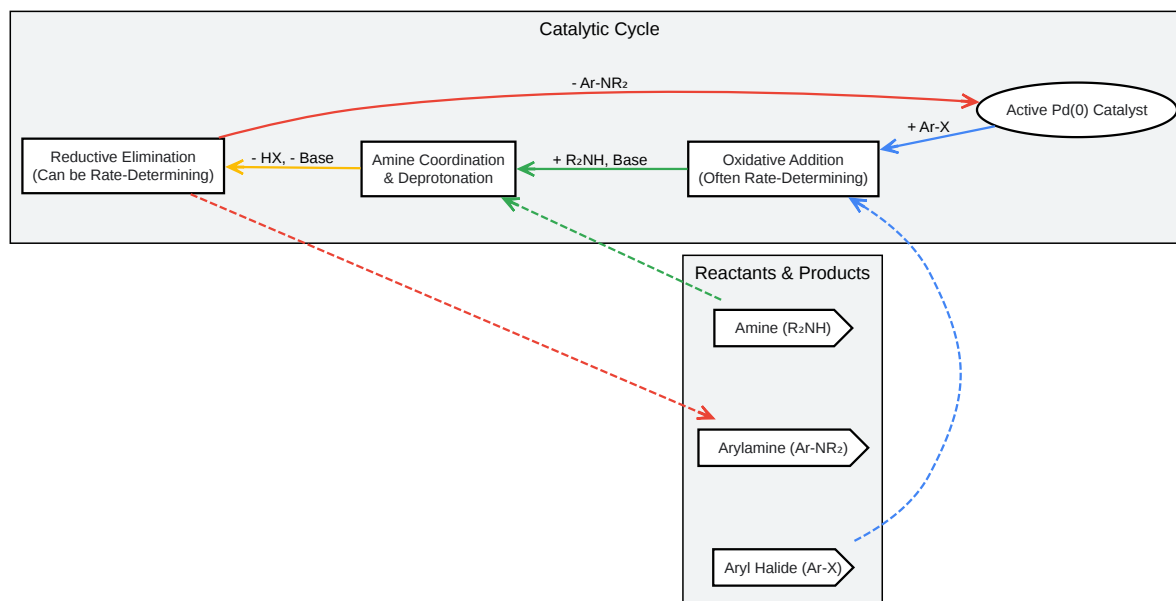 Catalytic Cycle
- Ar-NR₂
Active Pd(0) Catalyst
+ Ar-X
Reductive Elimination
(Can be Rate-Determining)
- HX, - Base
Amine Coordination
& Deprotonation
+ R₂NH, Base
Oxidative Addition
(Often Rate-Determining)
Reactants & Products
Amine (R₂NH)
Arylamine (Ar-NR₂)
Aryl Halide (Ar-X)